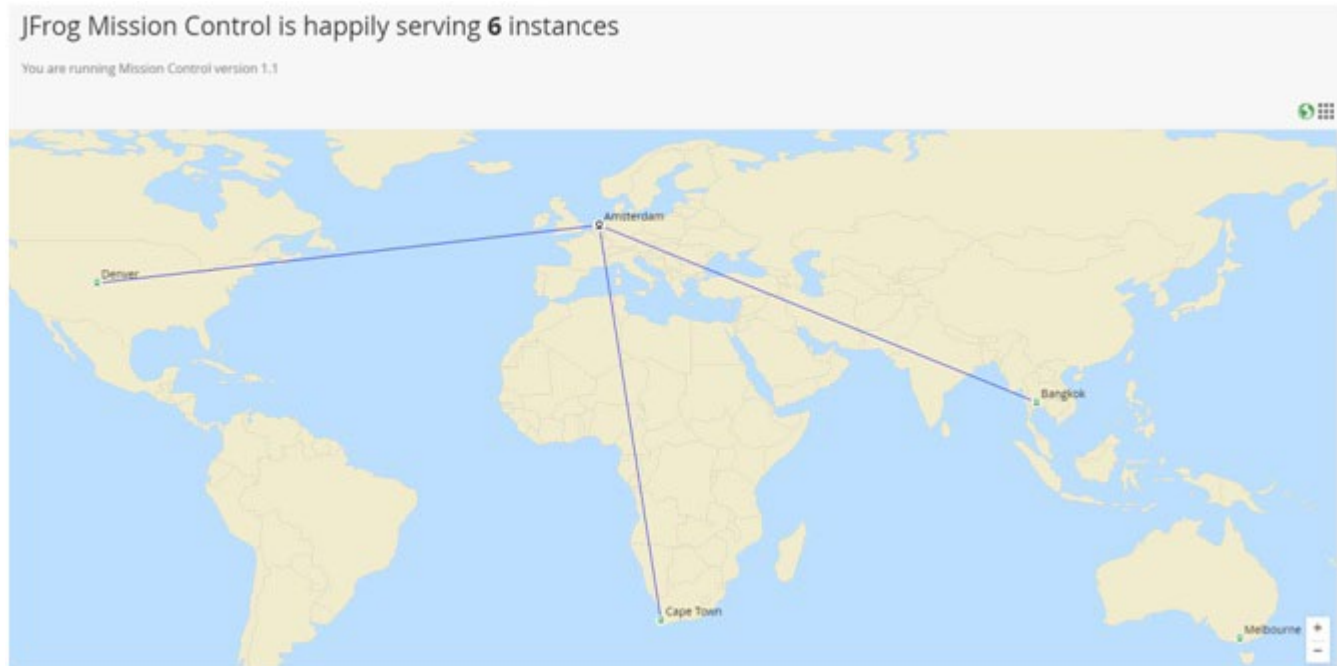 JFrog Mission Control is happily serving 6 instances
You are running Mission Control version 1.1
Amsterdam
Denver
Bangkok
Cape Town
Melbourne
+
−